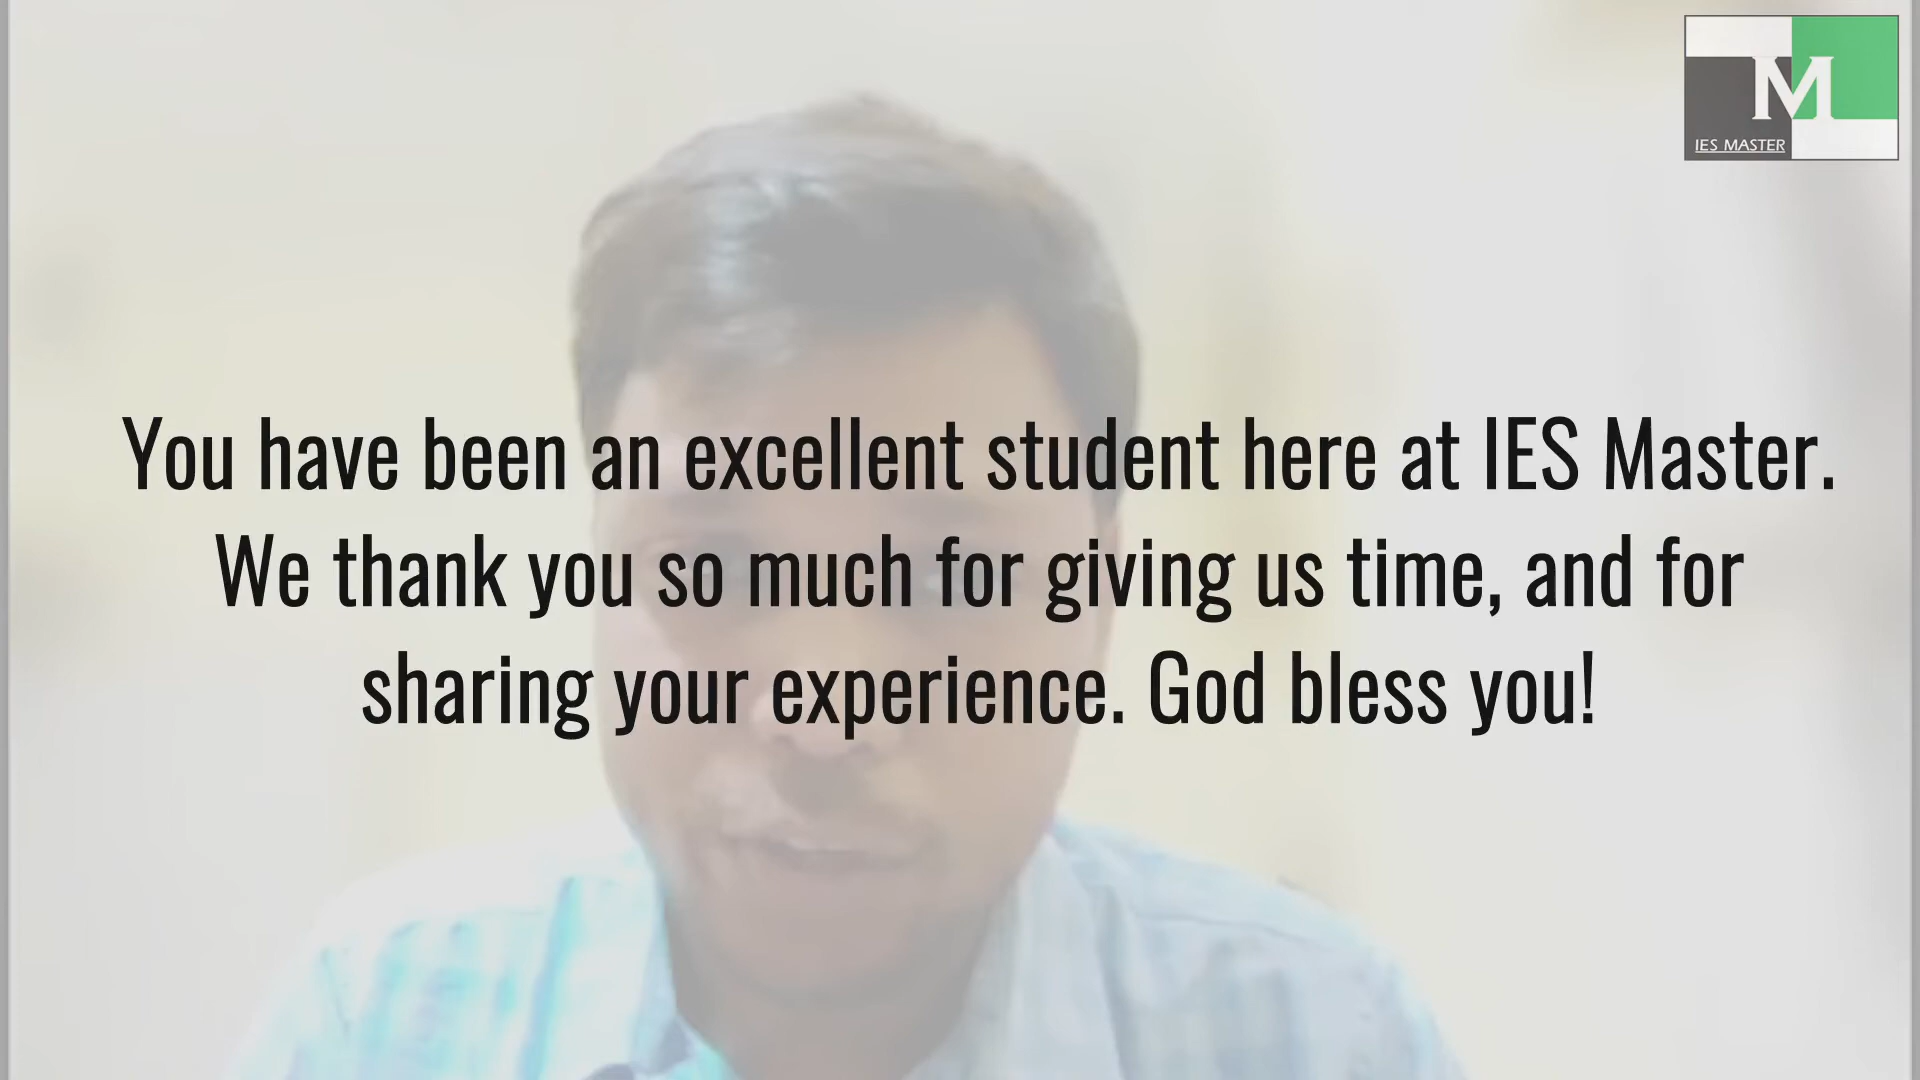 IES MASTER
You have been an excellent student here at IES Master.
We thank you so much for giving us time, and for
sharing your experience. God bless you!